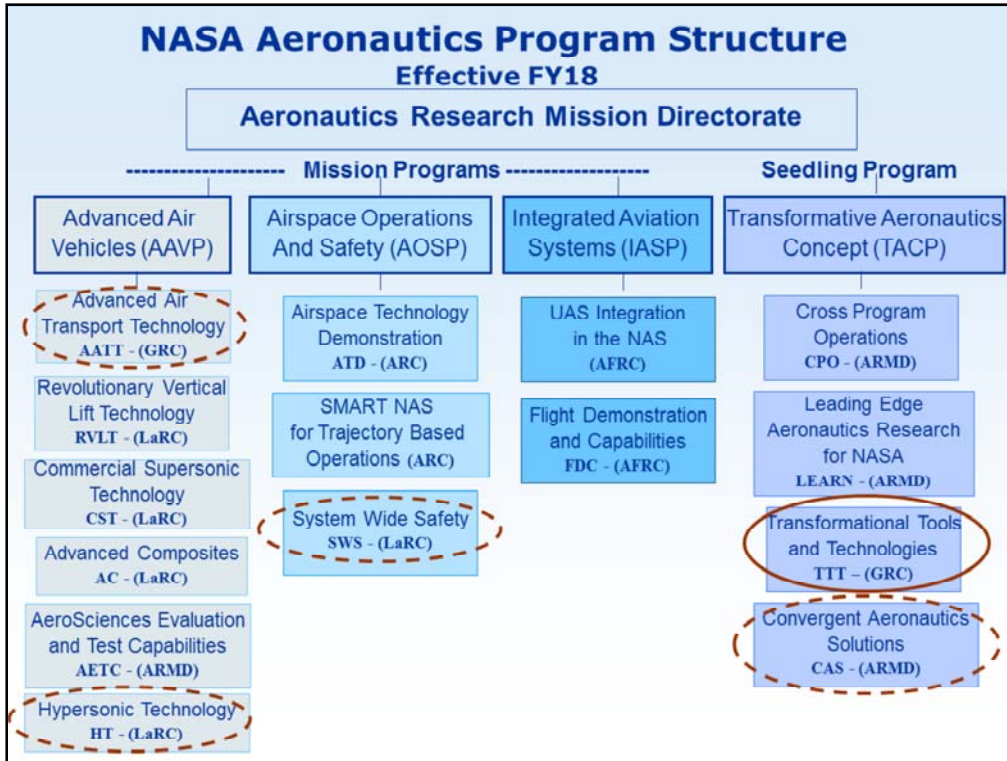 NASA Aeronautics Program Structure
Effective FY18
Aeronautics Research Mission Directorate
--------------------- Mission Programs ----------------
Seedling Program
Advanced Air
Vehicles (AAVP)
Advanced Air
Transport Technology
AATT - (GRC)
Revolutionary Vertical
Lift Technology
RVLT - (LaRC)
Commercial Supersonic
Technology
CST - (LaRC)
Advanced Composites
AC - (LaRC)
AeroSciences Evaluation
and Test Capabilities
AETC - (ARMD)
Hypersonic Technology
HT - (LaRC)
Airspace Operations
And Safety (AOSP)
Airspace Technology
Demonstration
ATD - (ARC)
SMART NAS
for Trajectory Based
Operations (ARC)
System Wide Safety
SWS - (LaRC)
Integrated Aviation
Systems (IASP)
UAS Integration
in the NAS
(AFRC)
Flight Demonstration
and Capabilities
FDC - (AFRC)
Transformative Aeronautics
Concept (TACP)
Cross Program
Operations
CPO - (ARMD)
Leading Edge
Aeronautics Research
for NASA
LEARN - (ARMD)
Transformational Tools
and Technologies
TTT – (GRC)
Convergent Aeronautics
Solutions
CAS - (ARMD)